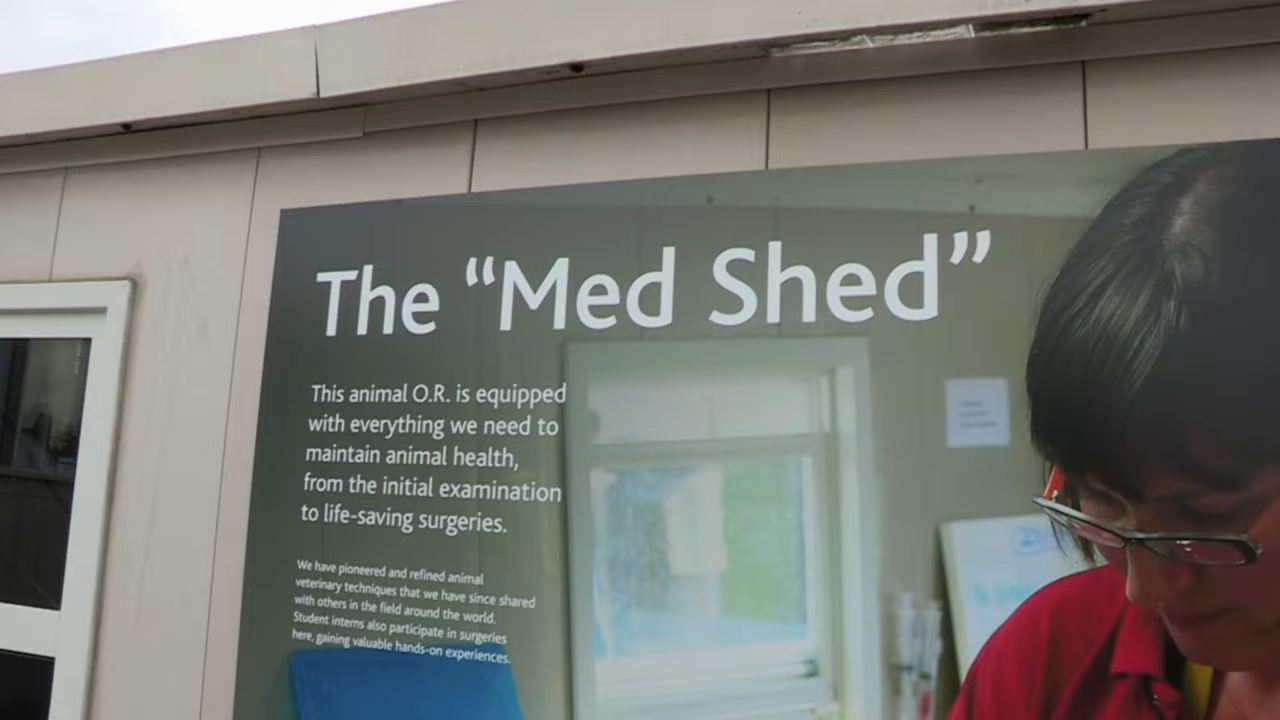 The “Med Shed”
This animal O.R. is equipped
with everything we need to
maintain animal health,
from the initial examination
to life-saving surgeries.
We have pioneered and refined animal
veterinary techniques that we have since shared
with others in the field around the world.
Student interns also participate in surgeries
here, gaining valuable hands-on experiences.